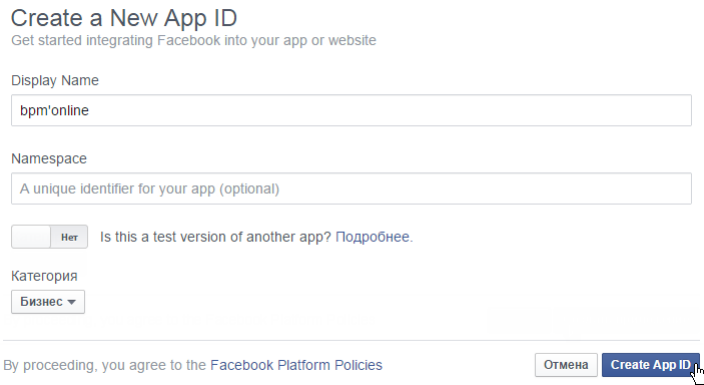 Create a New App ID
Get started integrating Facebook into your app or website
Display Name
bpm'online
Namespace
A unique identifier for your app (optional)
Нет Is this a test version of another app? Подробнее.
Категория
Бизнес
By proceeding, you agree to the Facebook Platform Policies Отмена Create App ID